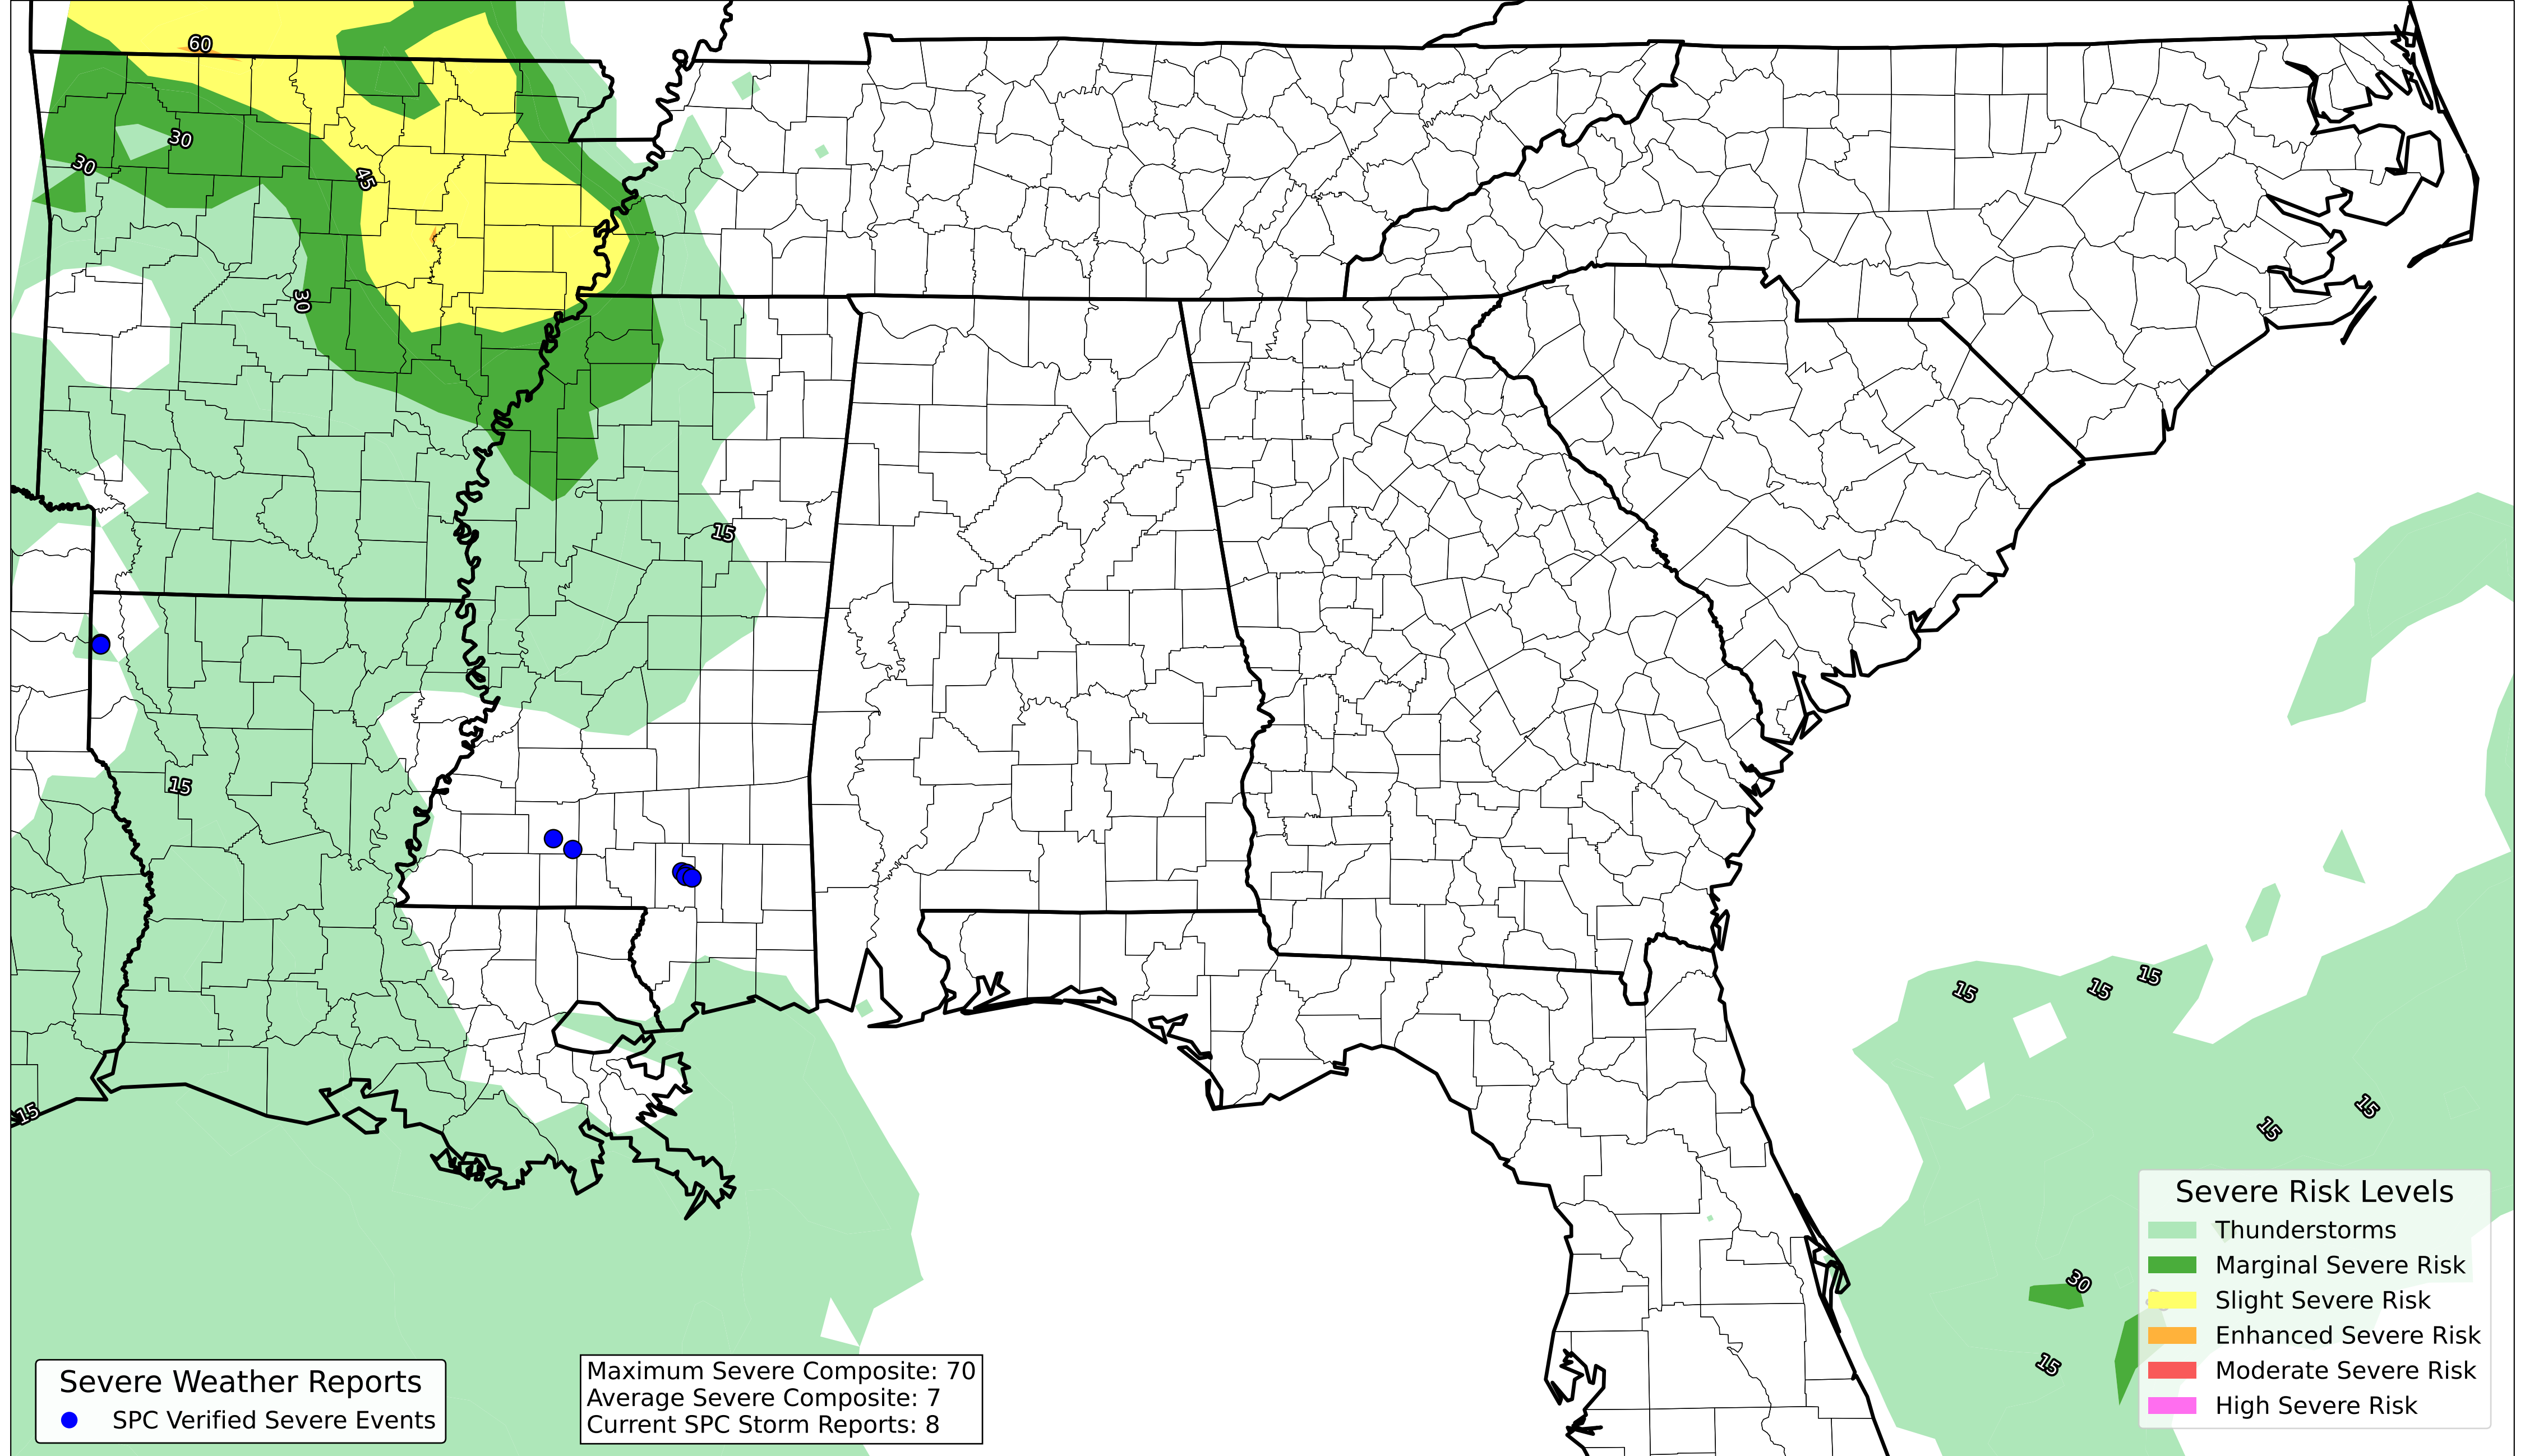 60
30
30
45
30
15
15
15
15
15
15
15
15
30
15
Severe Risk Levels
Thunderstorms
Marginal Severe Risk
Slight Severe Risk
Enhanced Severe Risk
Moderate Severe Risk
High Severe Risk
Severe Weather Reports
SPC Verified Severe Events
Maximum Severe Composite: 70
Average Severe Composite: 7
Current SPC Storm Reports: 8